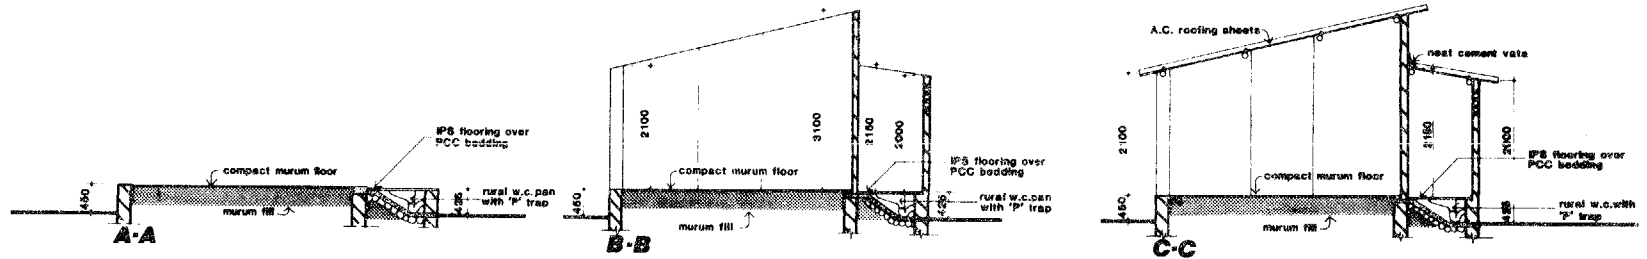 IPS flooring over
PCC bedding
compact murum floor
450
425
rural w.c.pan
with 'P' trap
murum fill
A-A
2100
3100
2150
2000
IPS flooring over
PCC bedding
compact murum floor
450
425
rural w.c.pan
with 'P' trap
murum fill
B-B
A.C. roofing sheets
neat cement vata
2100
2150
2000
IPS flooring over
PCC bedding
compact murum floor
450
425
rural w.c.with
'P' trap
murum fill
C-C